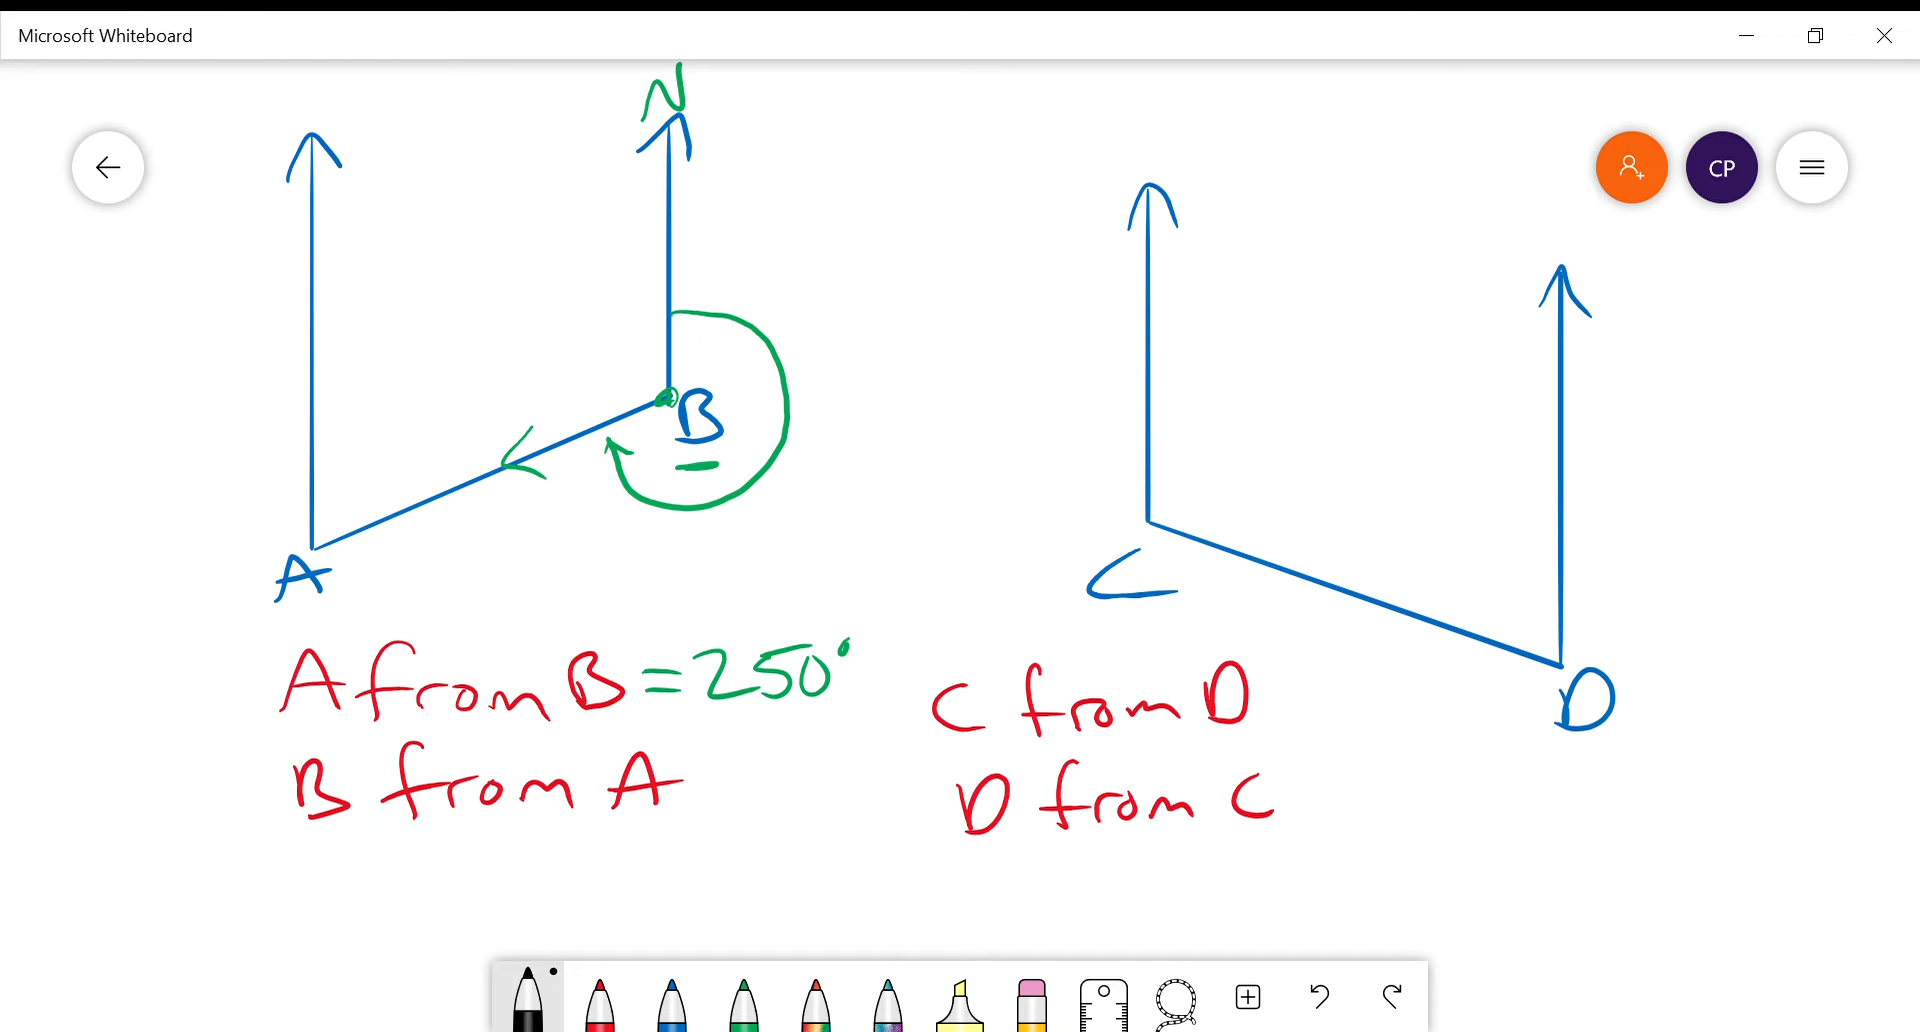 Microsoft Whiteboard
N
CP
B
A
C
D
A from B = 250°
B from A
C from D
D from C